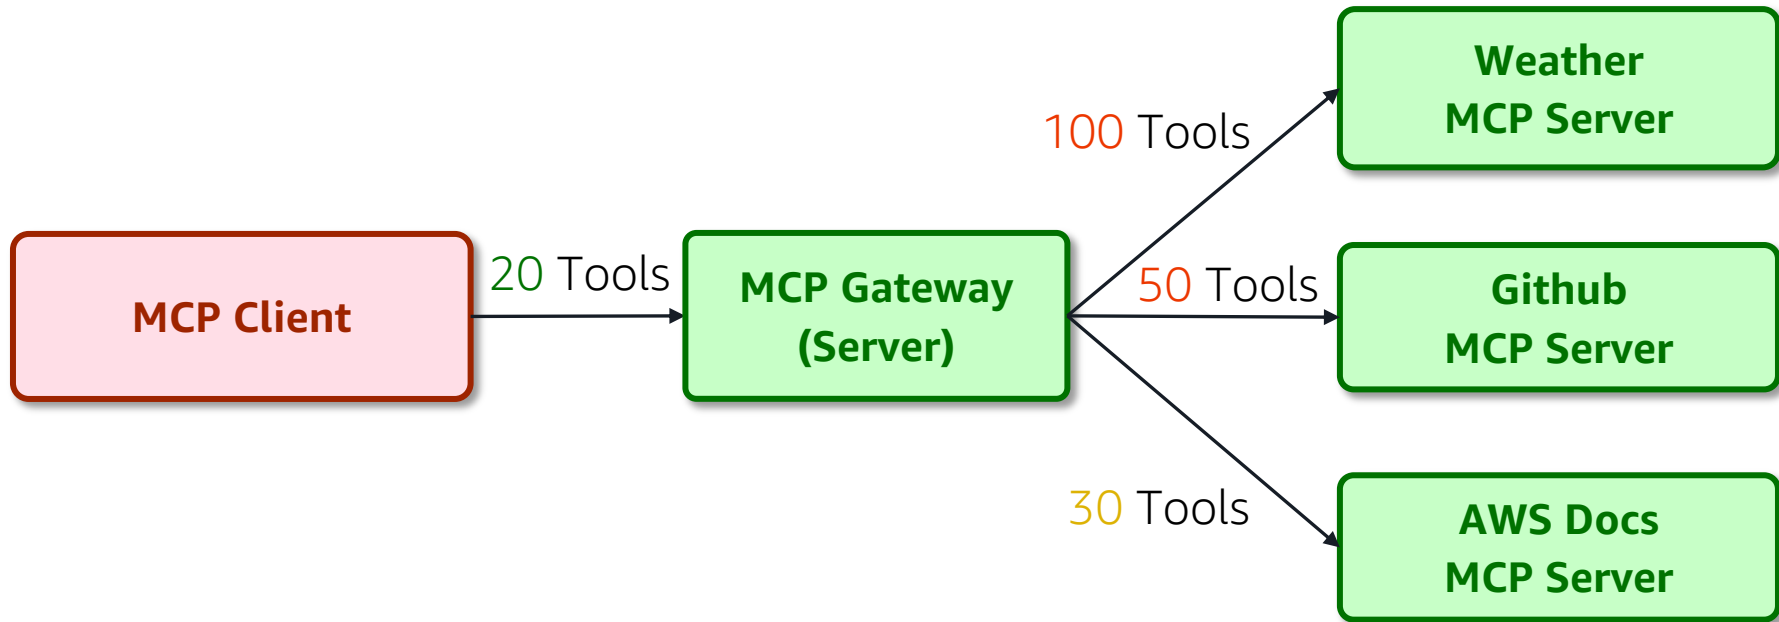 Weather
MCP Server
100 Tools
MCP Client
20 Tools
MCP Gateway
(Server)
50 Tools
Github
MCP Server
30 Tools
AWS Docs
MCP Server